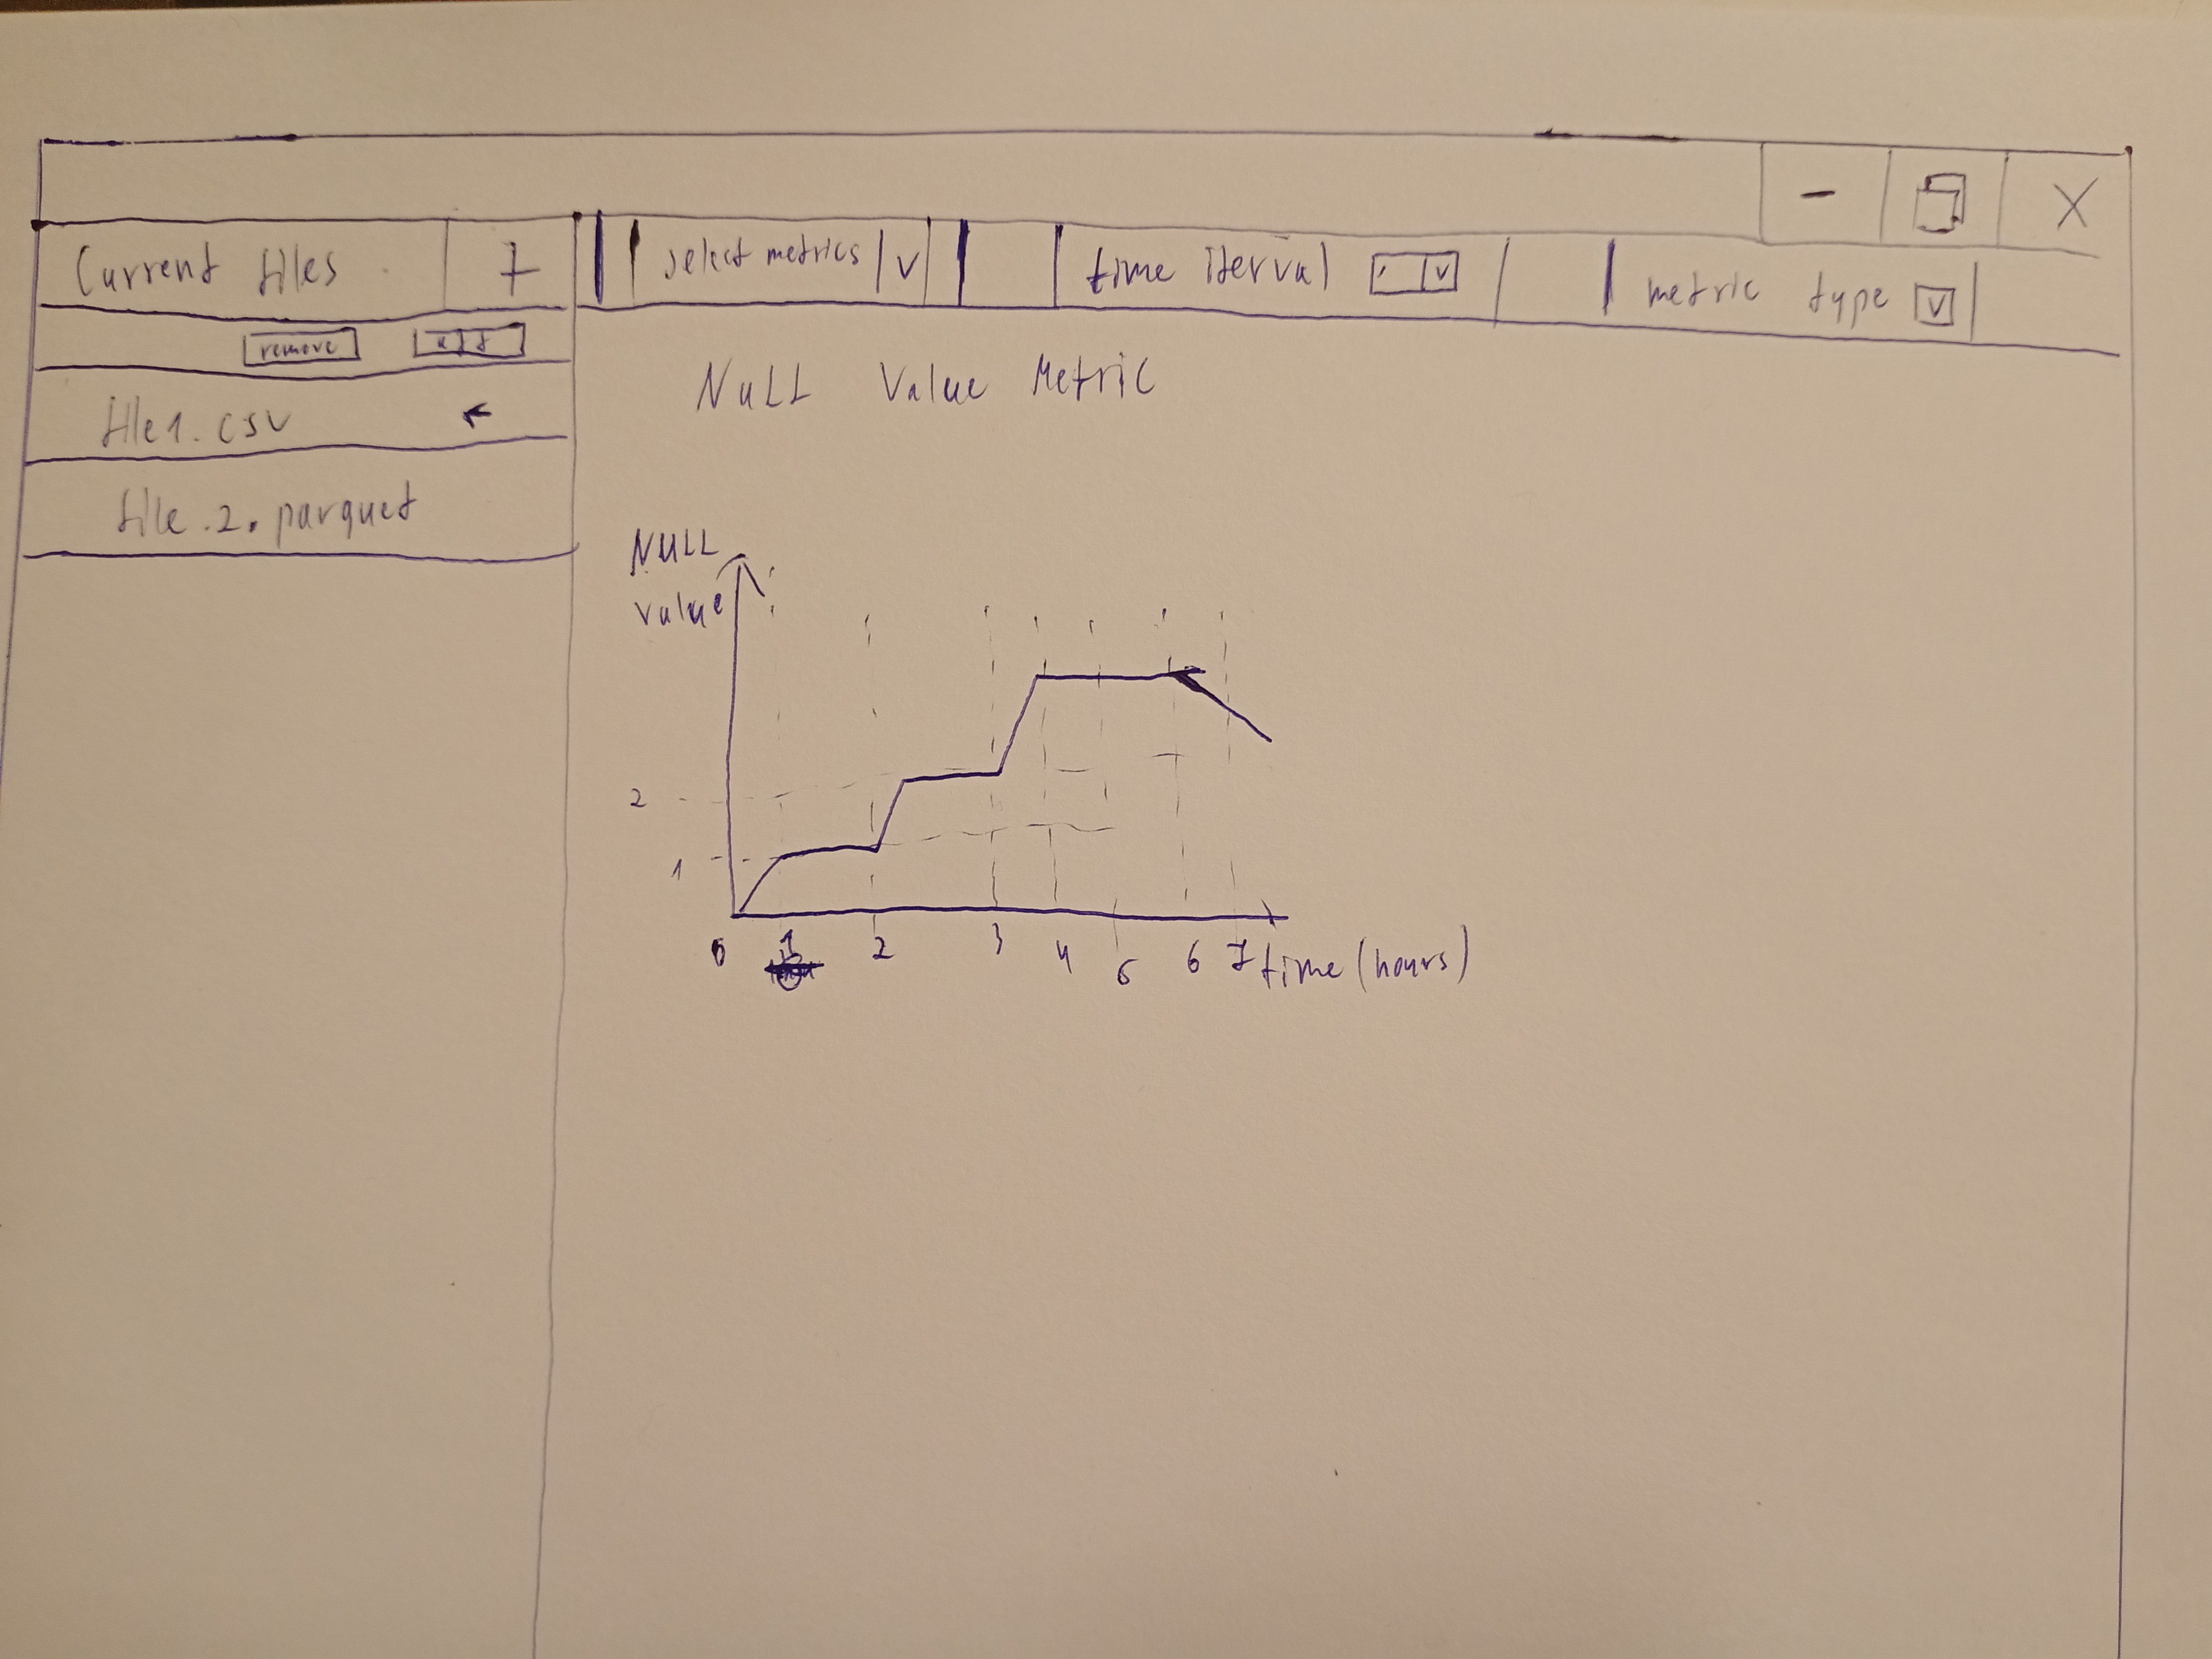 Current files +
remove add
file1.csv
file.2.parquet
select metrics v
time iterval v
metric type v
NULL Value Metric
NULL
value
2
1
0 1 2 3 4 5 6 7 time (hours)